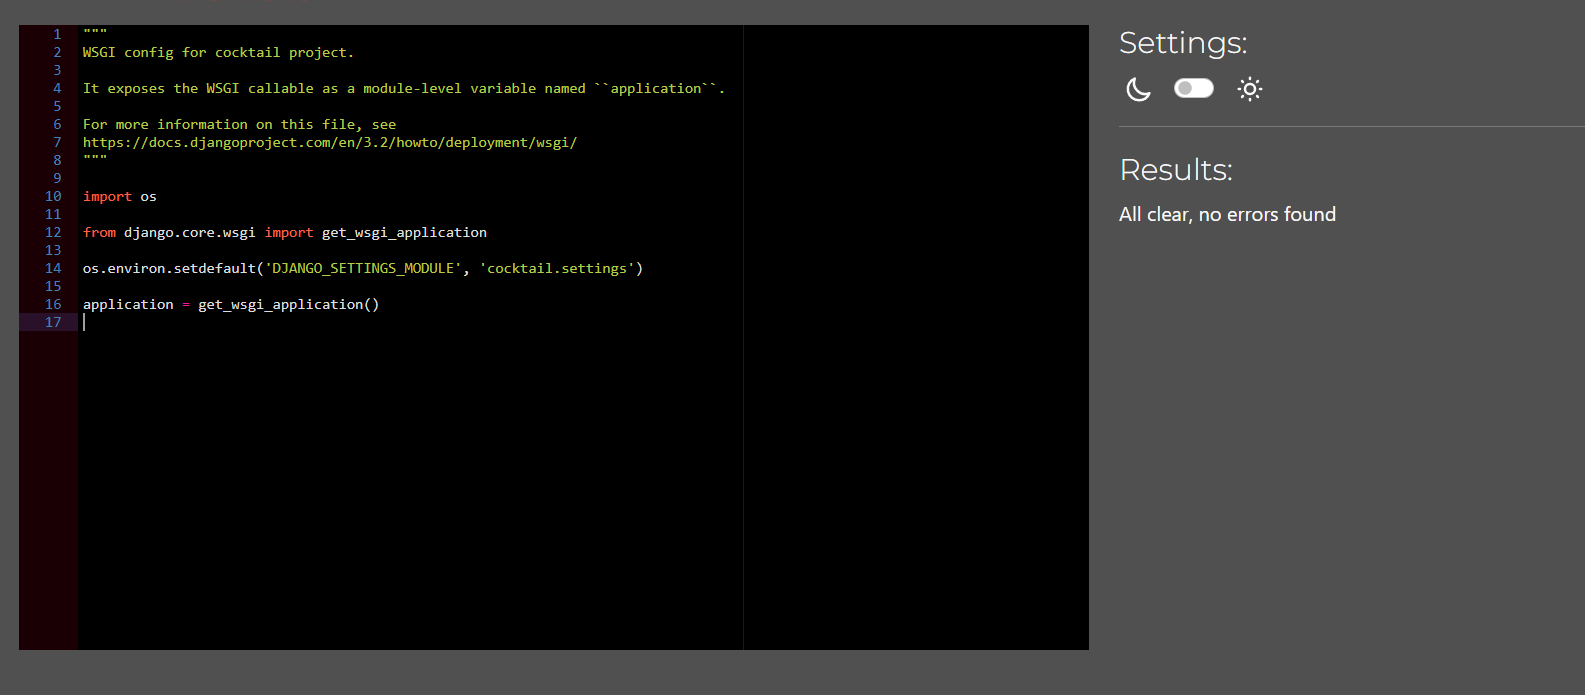 1 """
2 WSGI config for cocktail project.
3
4 It exposes the WSGI callable as a module-level variable named ``application``.
5
6 For more information on this file, see
7 https://docs.djangoproject.com/en/3.2/howto/deployment/wsgi/
8 """
9
10 import os
11
12 from django.core.wsgi import get_wsgi_application
13
14 os.environ.setdefault('DJANGO_SETTINGS_MODULE', 'cocktail.settings')
15
16 application = get_wsgi_application()
17
Settings:
Results:
All clear, no errors found